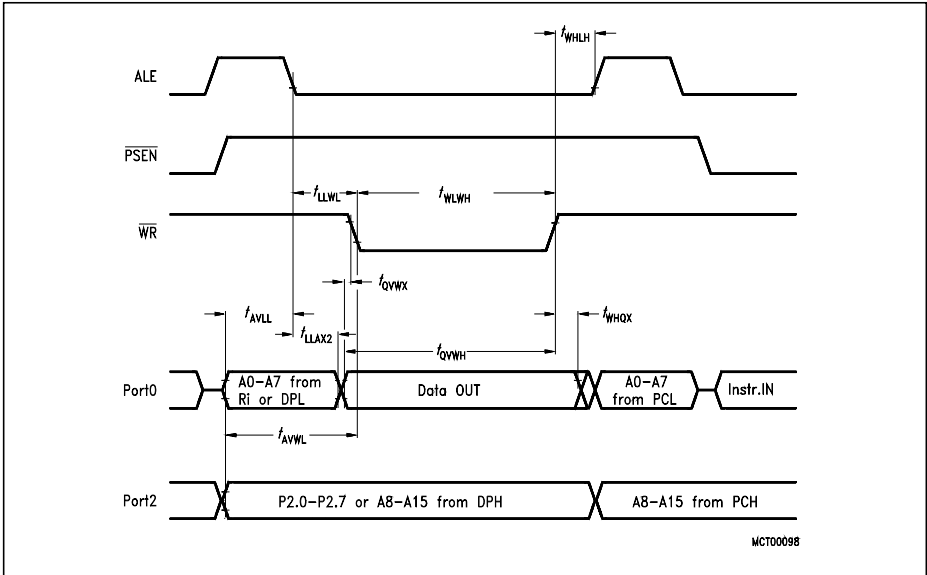 tWHLH
ALE
PSEN
tLLWL
tWLWH
WR
tQVWX
tAVLL
tWHQX
tLLAX2
tQVWH
Port0
A0-A7 from
Ri or DPL
Data OUT
A0-A7
from PCL
Instr.IN
tAVWL
Port2
P2.0-P2.7 or A8-A15 from DPH
A8-A15 from PCH
MCT00098